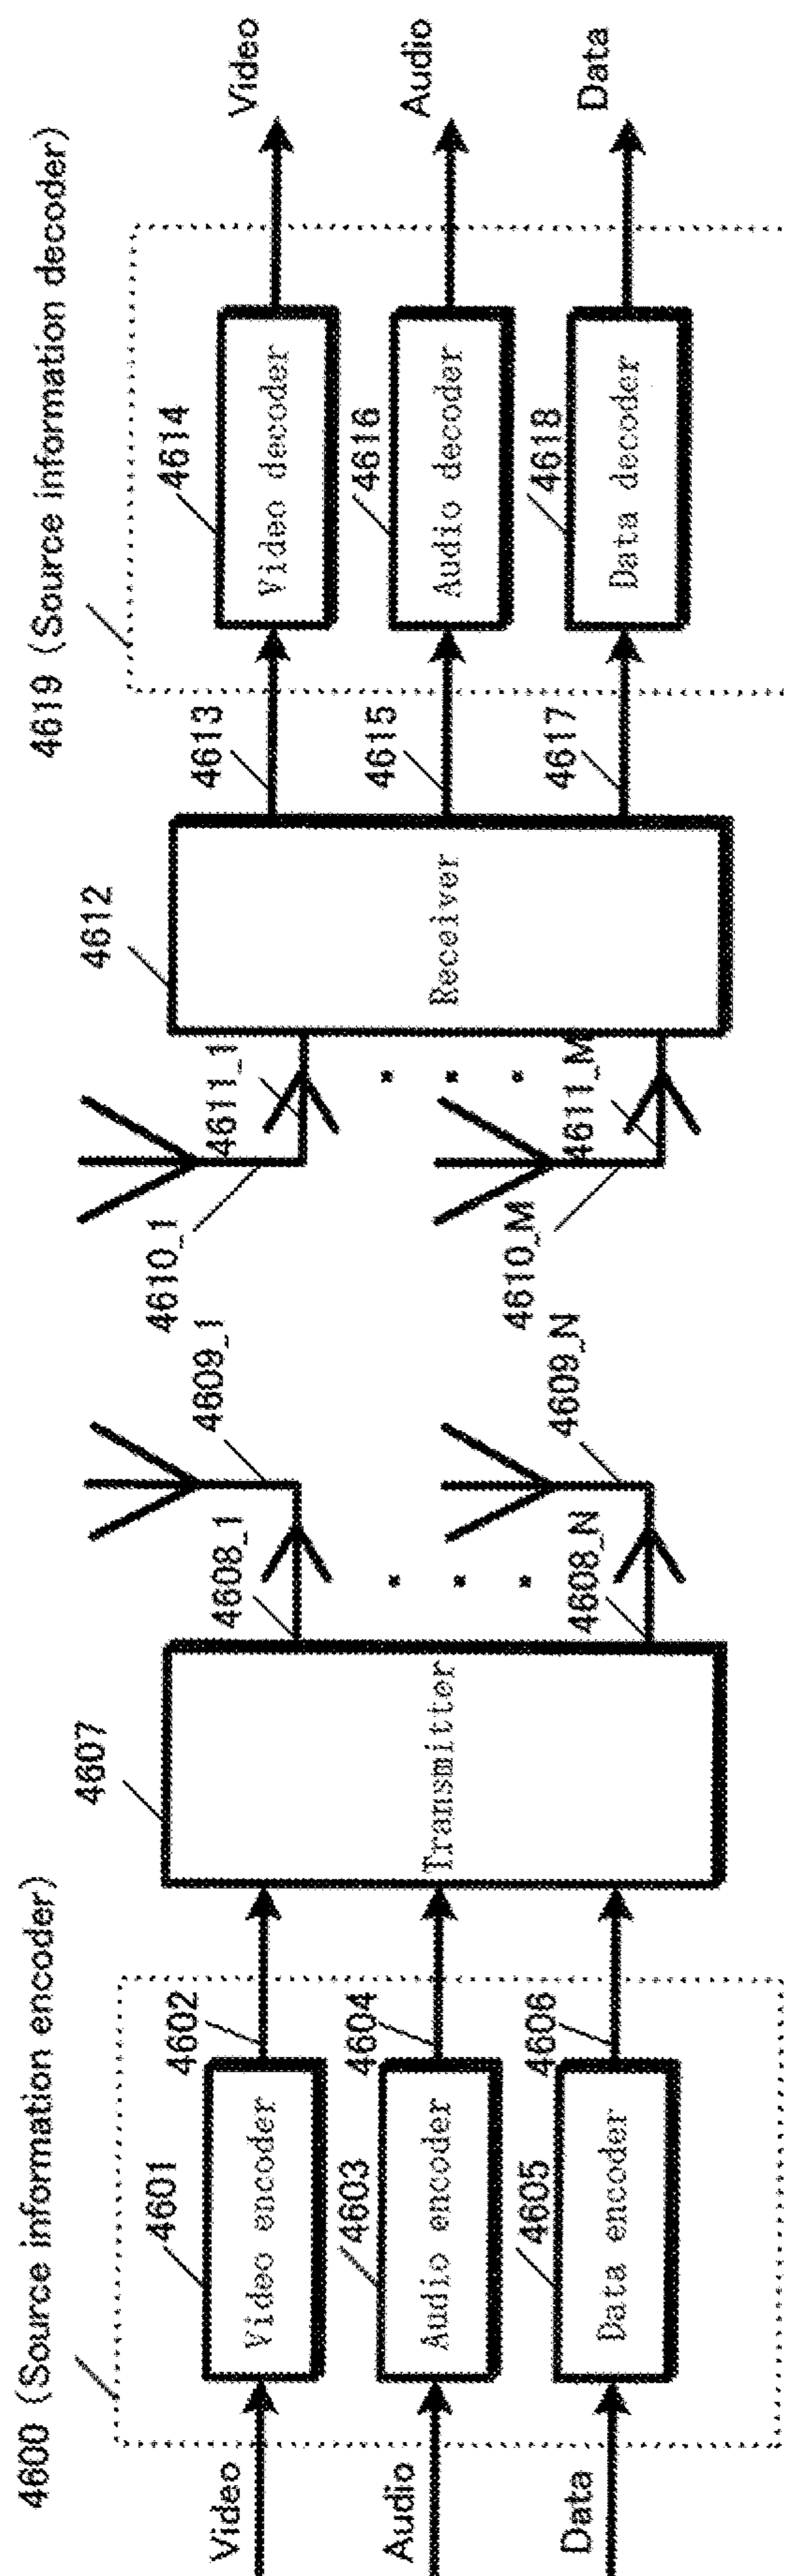 4600 (Source information encoder)
Video
4601
Video encoder
4602
Audio
4603
Audio encoder
4604
Data
4605
Data encoder
4606
4607
Transmitter
4608_1
4609_1
4608_N
4609_N
4610_1
4611_1
4610_M
4611_M
4612
Receiver
4613
4615
4617
4619 (Source information decoder)
4614
Video decoder
Video
4616
Audio decoder
Audio
4618
Data decoder
Data